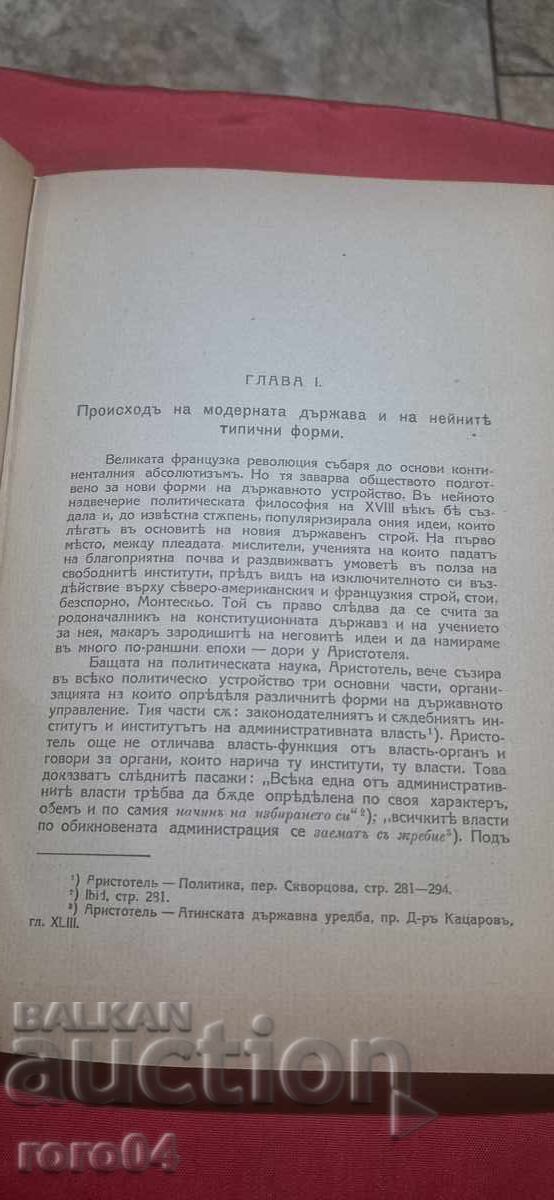 ГЛАВА I.
Происходъ на модерната държава и на нейнитѣ
типични форми.
Великата французка революция събаря до основи конти-
ненталния абсолютизъмъ. Но тя заварва обществото подгот-
вено за нови форми на държавното устройство. Въ нейното
надвечерие политическата философия на XVIII вѣкъ бѣ съз-
дала и, до известна стѫпень, популяризирала ония идеи, които
лѣгатъ въ основитѣ на новия държавенъ строй. На първо
мѣсто, между плеадата мислители, ученията на които падатъ
на благоприятна почва и раздвижватъ умоветѣ въ полза на
свободнитѣ институти, прѣдъ видъ на изключителното си въз-
дѣйствие върху сѣверо-американския и французкия строй, стои,
безспорно, Монтескьо. Той съ право слѣдва да се счита за
родоначалникъ на конституционната държава и на учението
за нея, макаръ зародишитѣ на неговитѣ идеи и да намираме
въ много по-раншни епохи — дори у Аристотеля.
Бащата на политическата наука, Аристотель, вече съзира
въ всѣко политическо устройство три основни части, органи-
зацията на които опрѣдѣля различнитѣ форми на държавното
управление. Тия части сѫ: законодателниятъ и сѫдебниятъ ин-
ститутъ и институтътъ на административната власть¹). Аристо-
тель още не отличава власть-функция отъ власть-органъ и
говори за органи, които нарича ту институти, ту власти. Това
доказватъ слѣднитѣ пасажи: „Всѣка една отъ административ-
нитѣ власти трѣбва да бѫде опрѣдѣлена по своя характеръ,
обемъ и по самия начинъ на избирането си“²); „всичкитѣ власти
по обикновената администрация се заематъ съ жребие³). Подъ
¹) Аристотель — Политика, пер. Скворцова, стр. 281—294.
²) Ibid, стр. 281.
³) Аристотель — Атинската държавна уредба, пр. Д-ръ Кацаровъ,
гл. XLIII.
BALKAN
auction
roro04